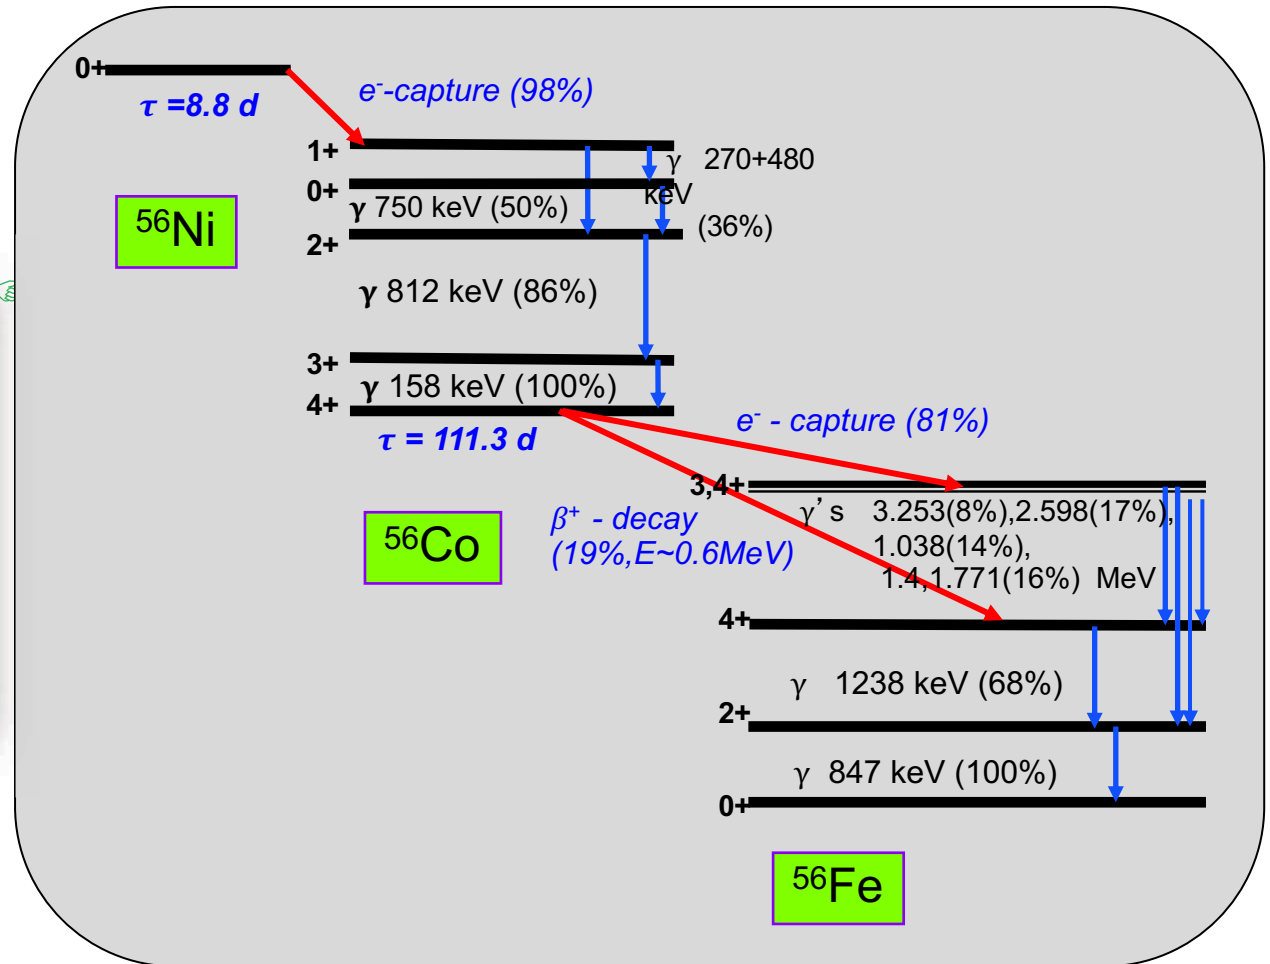 0+
τ =8.8 d
e⁻-capture (98%)
1+
γ 270+480
keV
0+
γ 750 keV (50%)
(36%)
⁵⁶Ni
2+
γ 812 keV (86%)
3+
γ 158 keV (100%)
4+
τ = 111.3 d
e⁻ - capture (81%)
3,4+
γ's 3.253(8%),2.598(17%),
1.038(14%),
1.4,1.771(16%) MeV
β⁺ - decay
(19%,E~0.6MeV)
⁵⁶Co
4+
γ 1238 keV (68%)
2+
γ 847 keV (100%)
0+
⁵⁶Fe